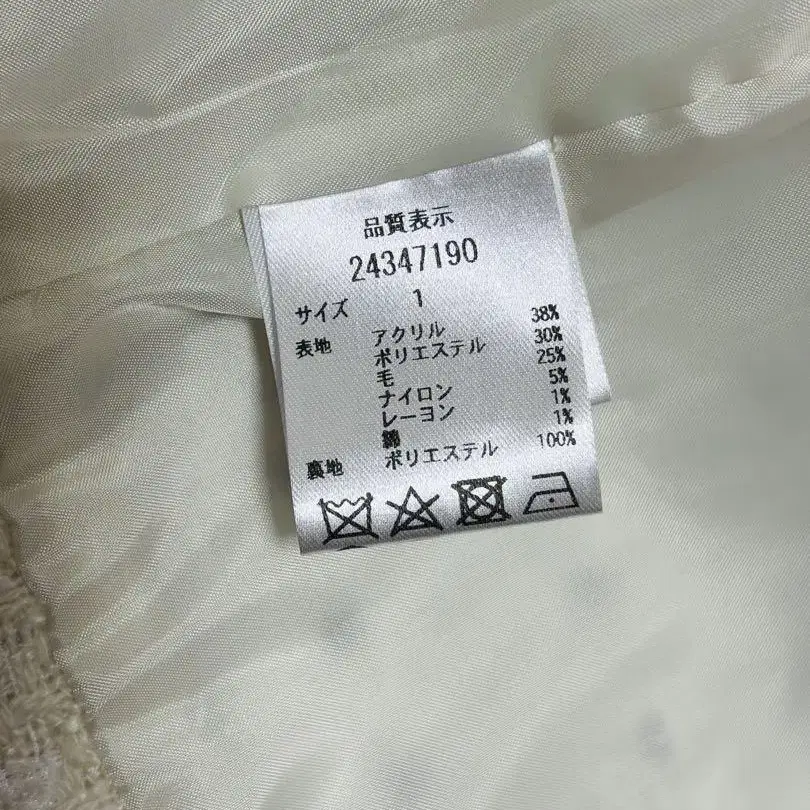 品質表示
24347190
サイズ 1
表地 アクリル 38%
ポリエステル 30%
毛 25%
ナイロン 5%
レーヨン 1%
綿 1%
裏地 ポリエステル 100%